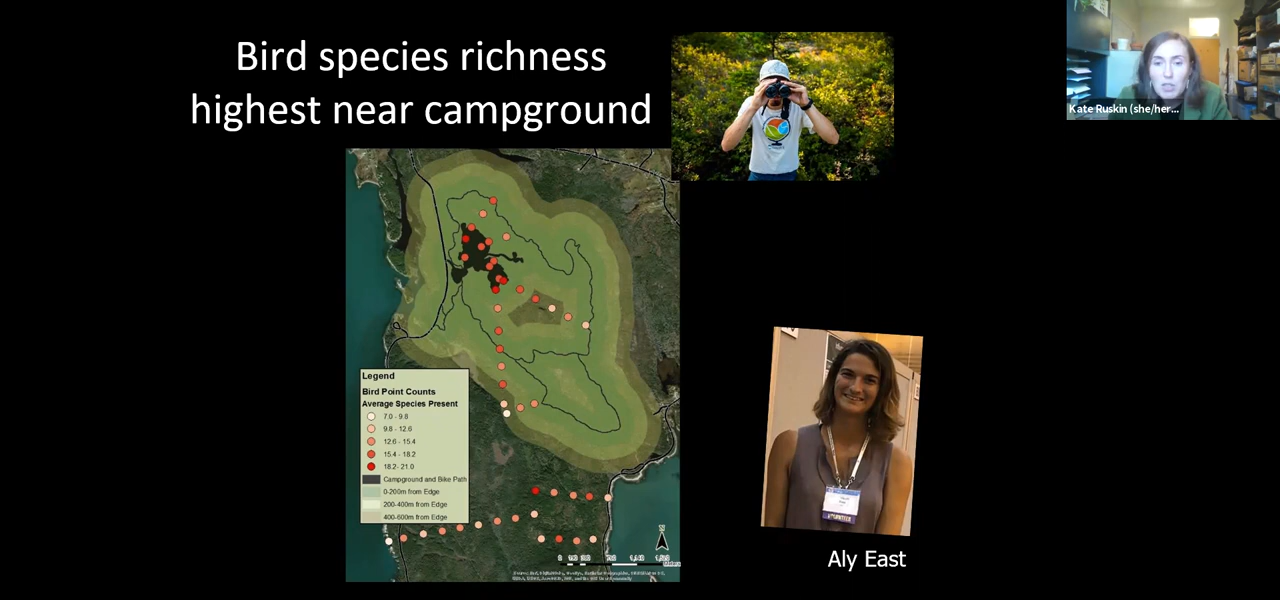 Bird species richness
highest near campground
Kate Ruskin (she/her...
Legend
Bird Point Counts
Average Species Present
7.0 - 9.8
9.8 - 12.6
12.6 - 15.4
15.4 - 18.2
18.2- 21.0
Campground and Bike Path
0-200m from Edge
200-400m from Edge
400-600m from Edge
N
Aly East